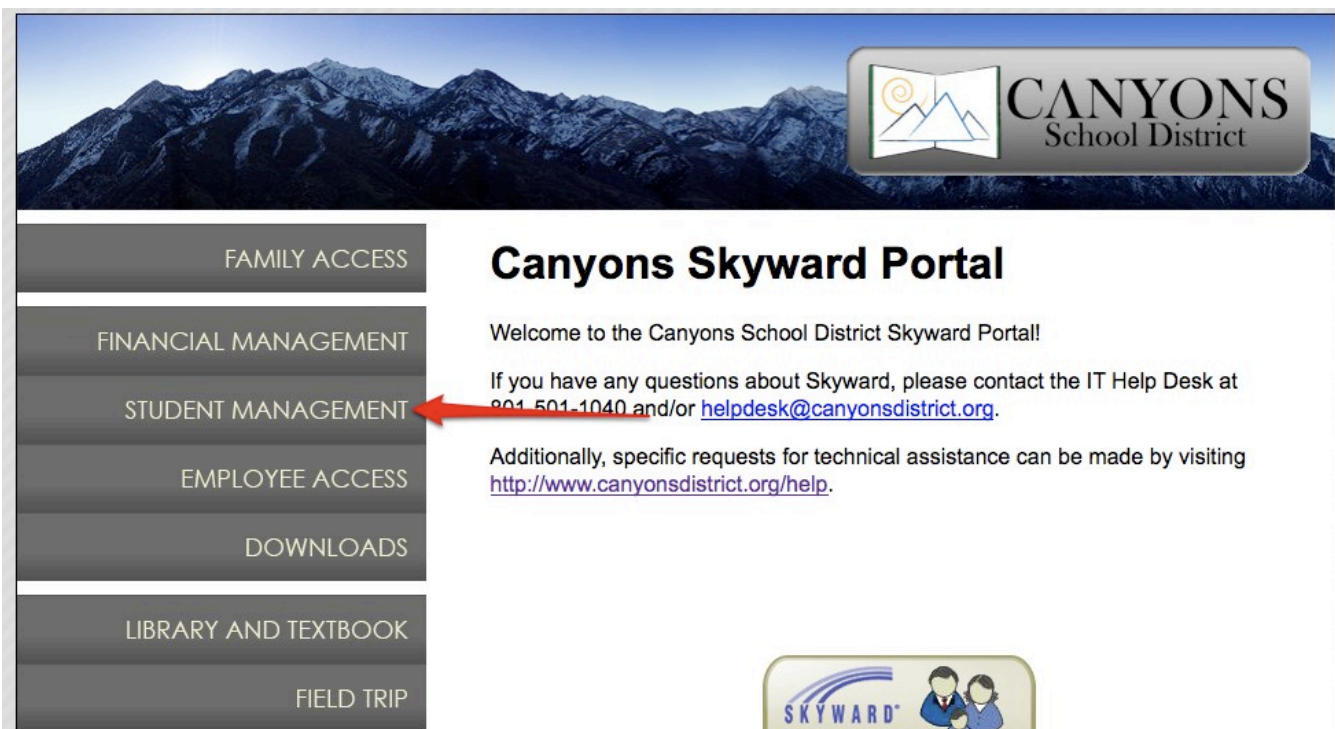 CANYONS
School District
FAMILY ACCESS
FINANCIAL MANAGEMENT
STUDENT MANAGEMENT
EMPLOYEE ACCESS
DOWNLOADS
LIBRARY AND TEXTBOOK
FIELD TRIP
Canyons Skyward Portal
Welcome to the Canyons School District Skyward Portal!
If you have any questions about Skyward, please contact the IT Help Desk at
801-501-1040 and/or helpdesk@canyonsdistrict.org.
Additionally, specific requests for technical assistance can be made by visiting
http://www.canyonsdistrict.org/help.
SKYWARD